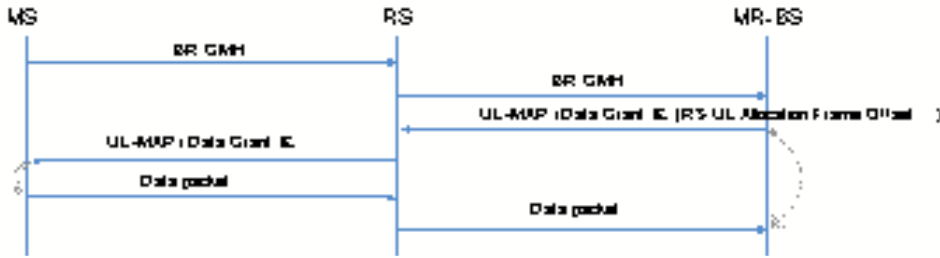 MS RS MR-BS
BR GMH
BR GMH
UL-MAP (Data Grant IE (RS UL Allocation Frame Offset )
UL-MAP (Data Grant IE
Data packet
Data packet